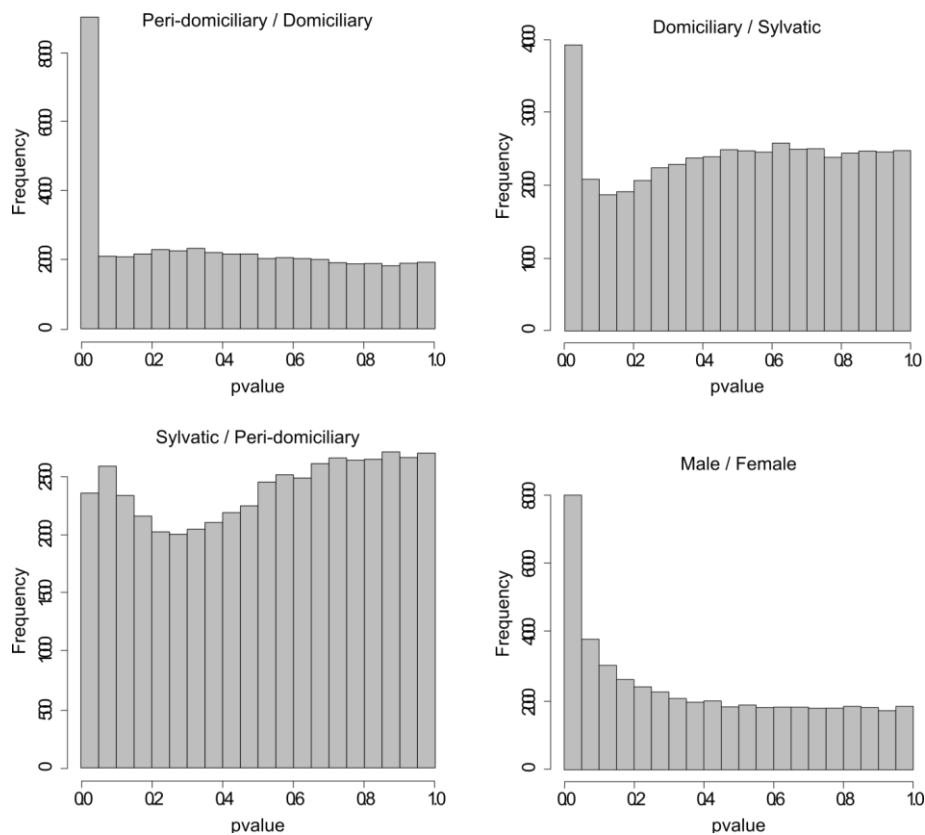 Peri-domiciliary / Domiciliary
Frequency
0
2000
4000
6000
8000
0.0 0.2 0.4 0.6 0.8 1.0
pvalue
Domiciliary / Sylvatic
Frequency
0
1000
2000
3000
4000
0.0 0.2 0.4 0.6 0.8 1.0
pvalue
Sylvatic / Peri-domiciliary
Frequency
0
500
1000
1500
2000
2500
0.0 0.2 0.4 0.6 0.8 1.0
pvalue
Male / Female
Frequency
0
2000
4000
6000
8000
0.0 0.2 0.4 0.6 0.8 1.0
pvalue